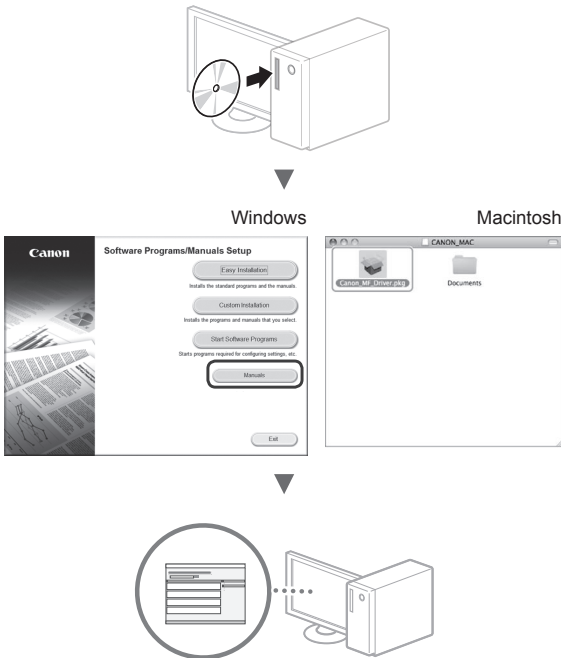 Windows
Macintosh
Canon
Software Programs/Manuals Setup
Easy Installation
Installs the standard programs and the manuals.
Custom Installation
Installs the programs and manuals that you select.
Start Software Programs
Starts programs required for configuring settings, etc.
Manuals
Exit
CANON_MAC
Canon_MF_Driver.pkg
Documents